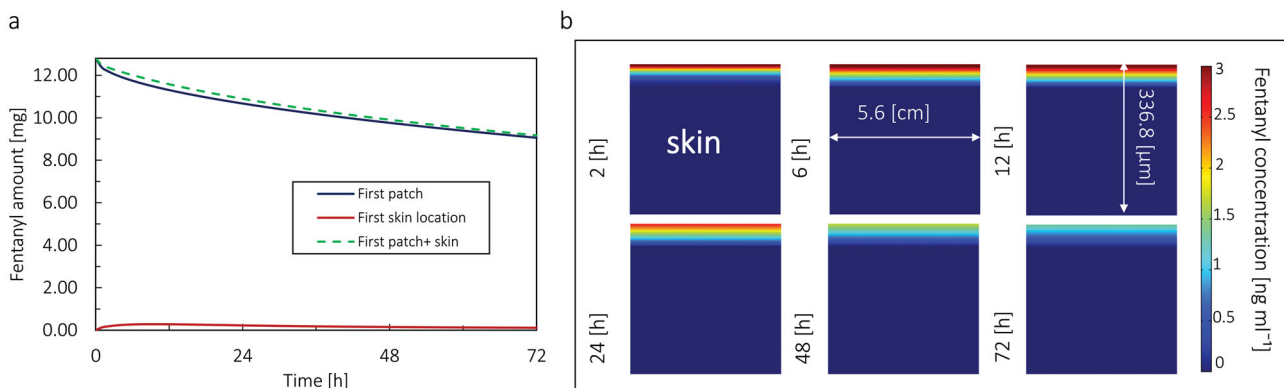 a
Fentanyl amount [mg]
12.00
10.00
8.00
6.00
4.00
2.00
0.00
0
24
48
72
Time [h]
First patch
First skin location
First patch+ skin
b
2 [h]
skin
6 [h]
5.6 [cm]
12 [h]
336.8 [µm]
24 [h]
48 [h]
72 [h]
3
2.5
2
1.5
1
0.5
0
Fentanyl concentration [ng ml⁻¹]